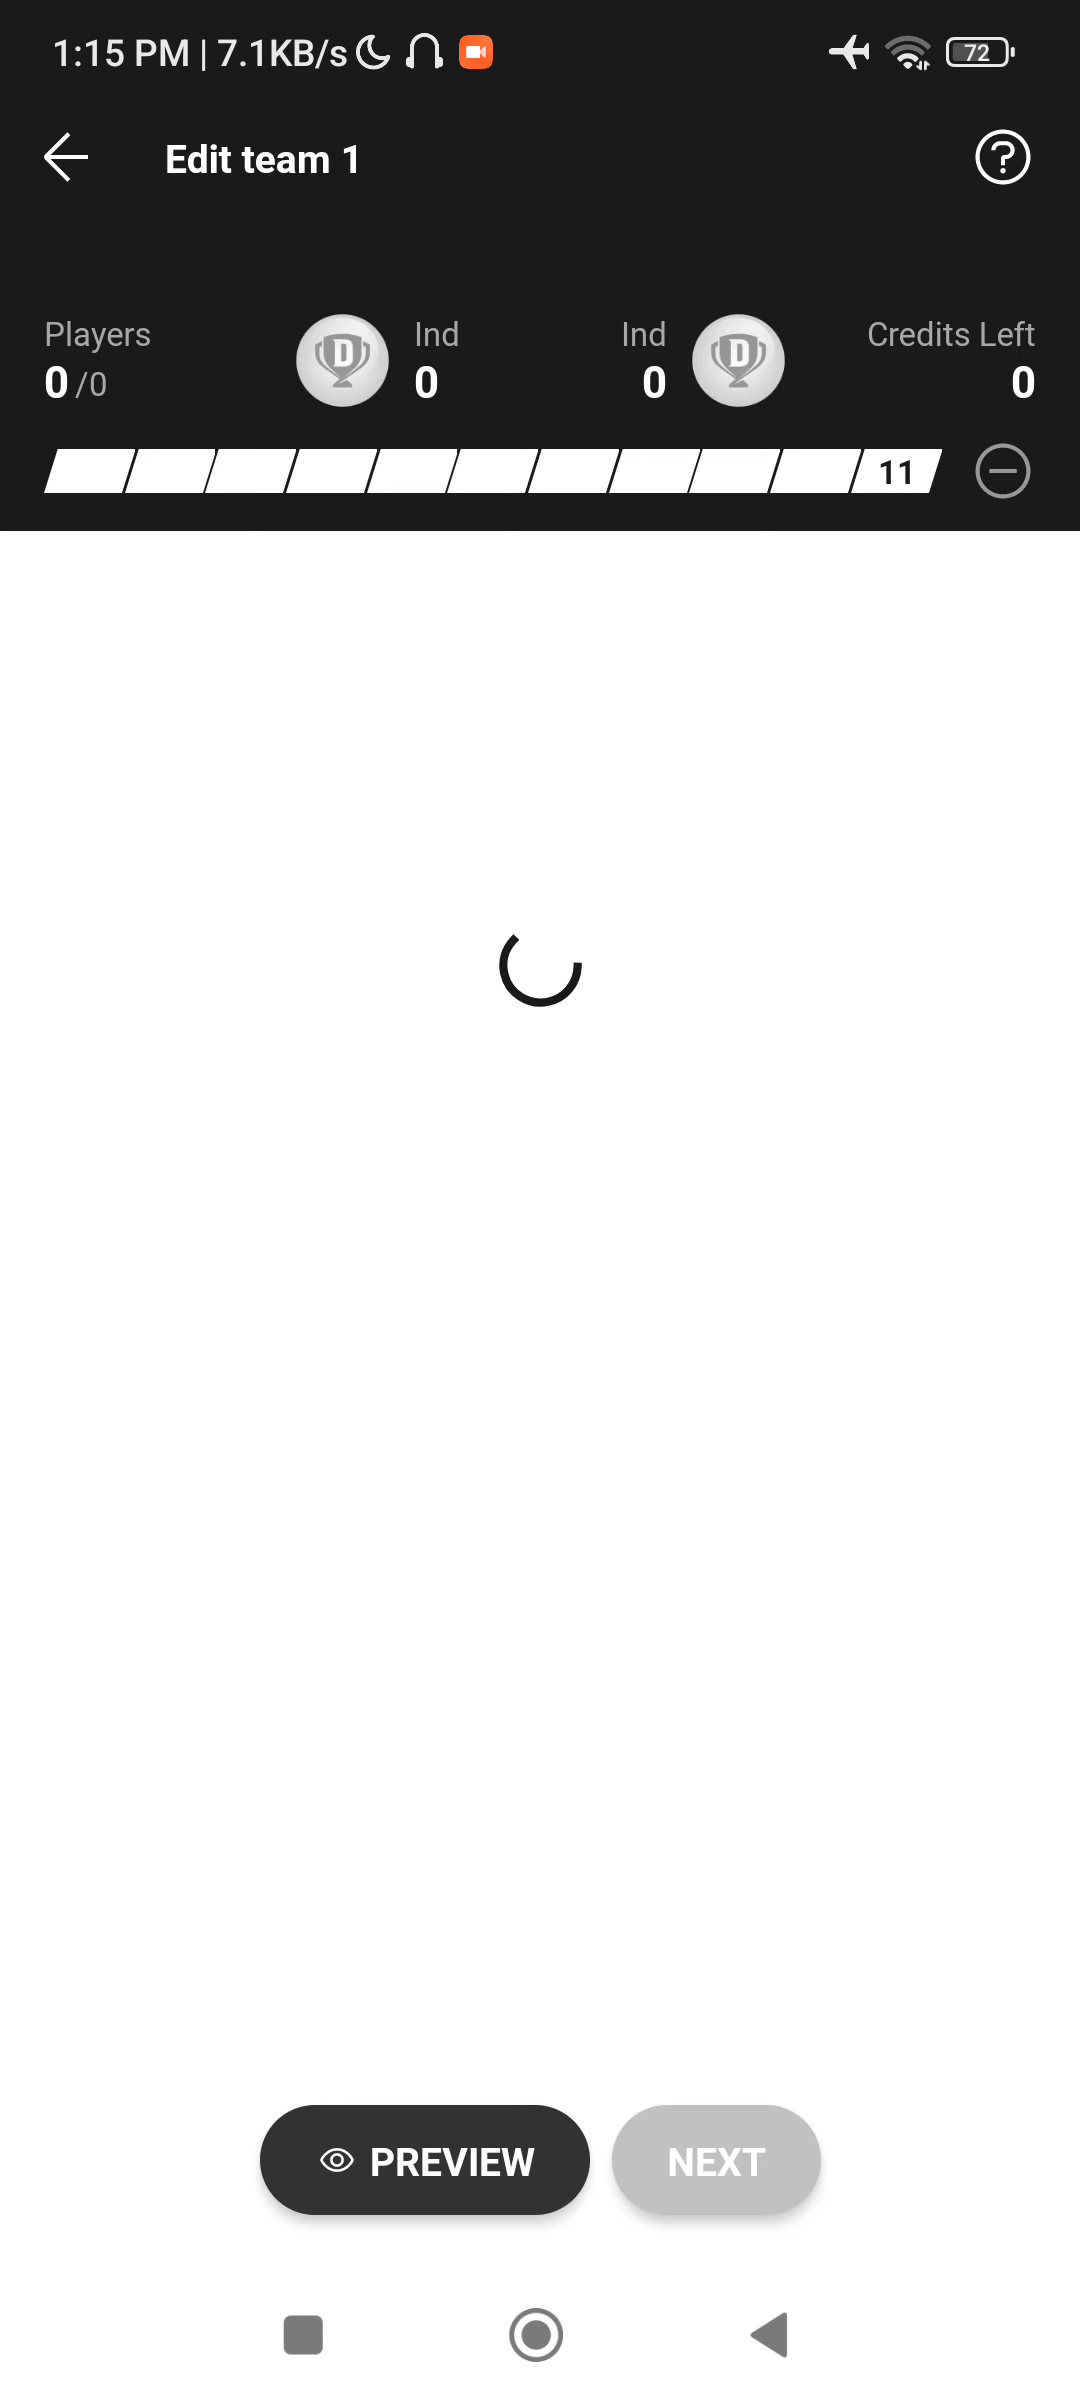 1:15 PM | 7.1KB/s 72
Edit team 1
Players Ind Ind Credits Left
0 /0 D 0 0 D 0
11
PREVIEW NEXT